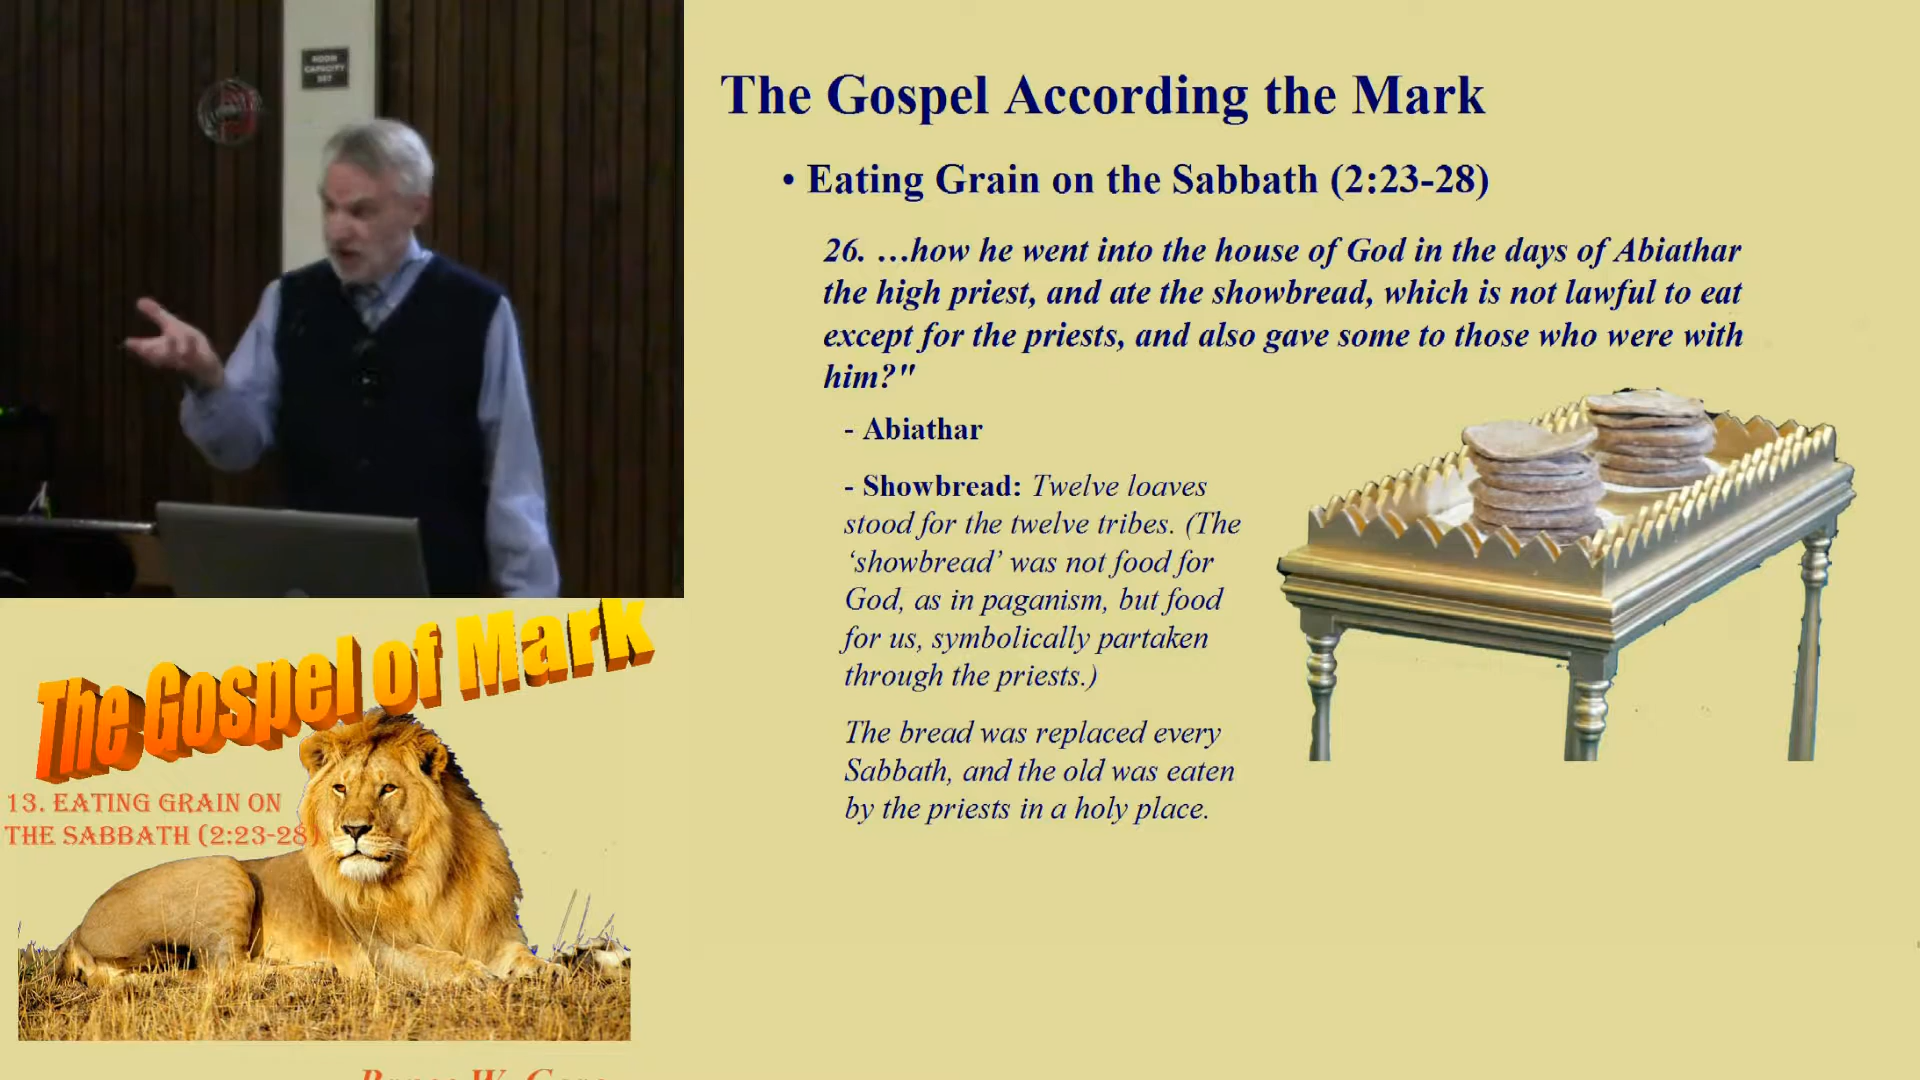 ROOM
CAPACITY
The Gospel According the Mark
• Eating Grain on the Sabbath (2:23-28)
26. …how he went into the house of God in the days of Abiathar
the high priest, and ate the showbread, which is not lawful to eat
except for the priests, and also gave some to those who were with
him?"
- Abiathar
- Showbread: Twelve loaves
stood for the twelve tribes. (The
‘showbread’ was not food for
God, as in paganism, but food
for us, symbolically partaken
through the priests.)
The bread was replaced every
Sabbath, and the old was eaten
by the priests in a holy place.
The Gospel of Mark
13. EATING GRAIN ON
THE SABBATH (2:23-28)
Bruce W. Gore